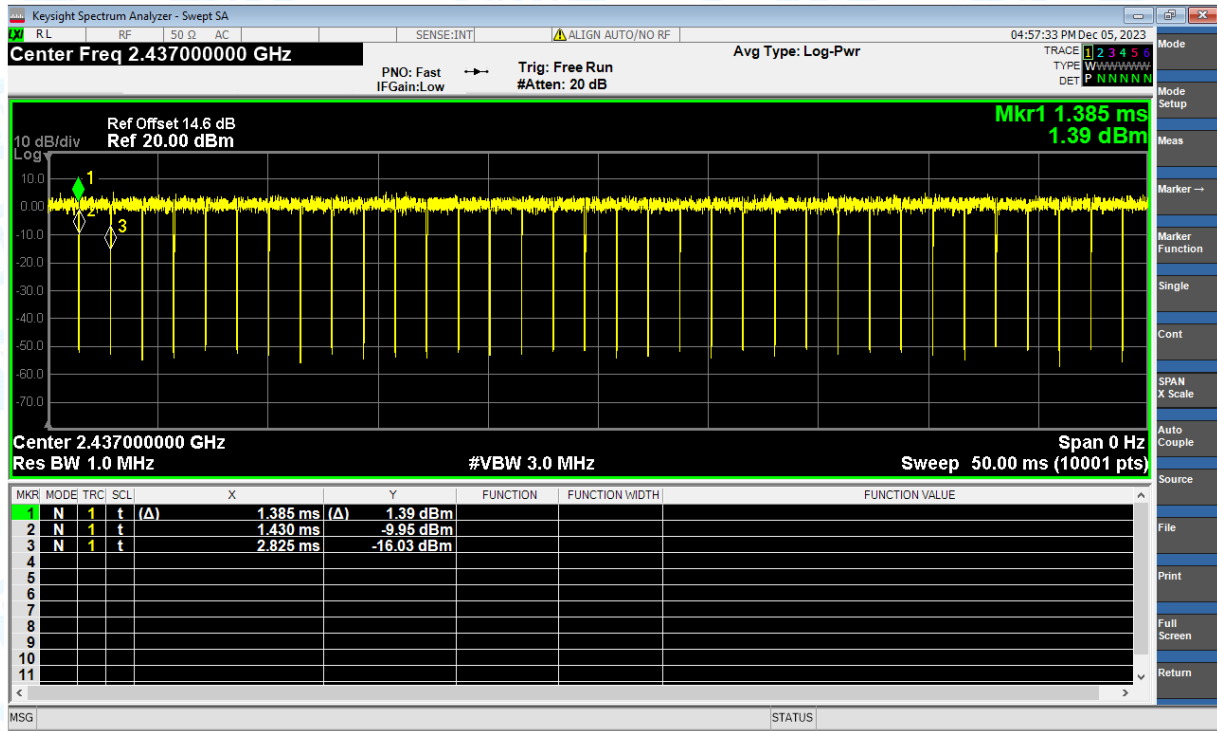 Keysight Spectrum Analyzer - Swept SA
LXI RL RF 50 Ω AC SENSE:INT ALIGN AUTO/NO RF 04:57:33 PM Dec 05, 2023
Center Freq 2.437000000 GHz
PNO: Fast
IFGain:Low
Trig: Free Run
#Atten: 20 dB
Avg Type: Log-Pwr
TRACE 1 2 3 4 5 6
TYPE WWWWWW
DET P N N N N N
Mkr1 1.385 ms
1.39 dBm
Ref Offset 14.6 dB
10 dB/div Ref 20.00 dBm
Log
10.0
0.00
-10.0
-20.0
-30.0
-40.0
-50.0
-60.0
-70.0
1
2
3
Center 2.437000000 GHz Span 0 Hz
Res BW 1.0 MHz #VBW 3.0 MHz Sweep 50.00 ms (10001 pts)
MKR MODE TRC SCL X Y FUNCTION FUNCTION WIDTH FUNCTION VALUE
1 N 1 t (Δ) 1.385 ms (Δ) 1.39 dBm
2 N 1 t 1.430 ms -9.95 dBm
3 N 1 t 2.825 ms -16.03 dBm
4
5
6
7
8
9
10
11
MSG STATUS
Mode
Mode
Setup
Meas
Marker →
Marker
Function
Single
Cont
SPAN
X Scale
Auto
Couple
Source
File
Print
Full
Screen
Return